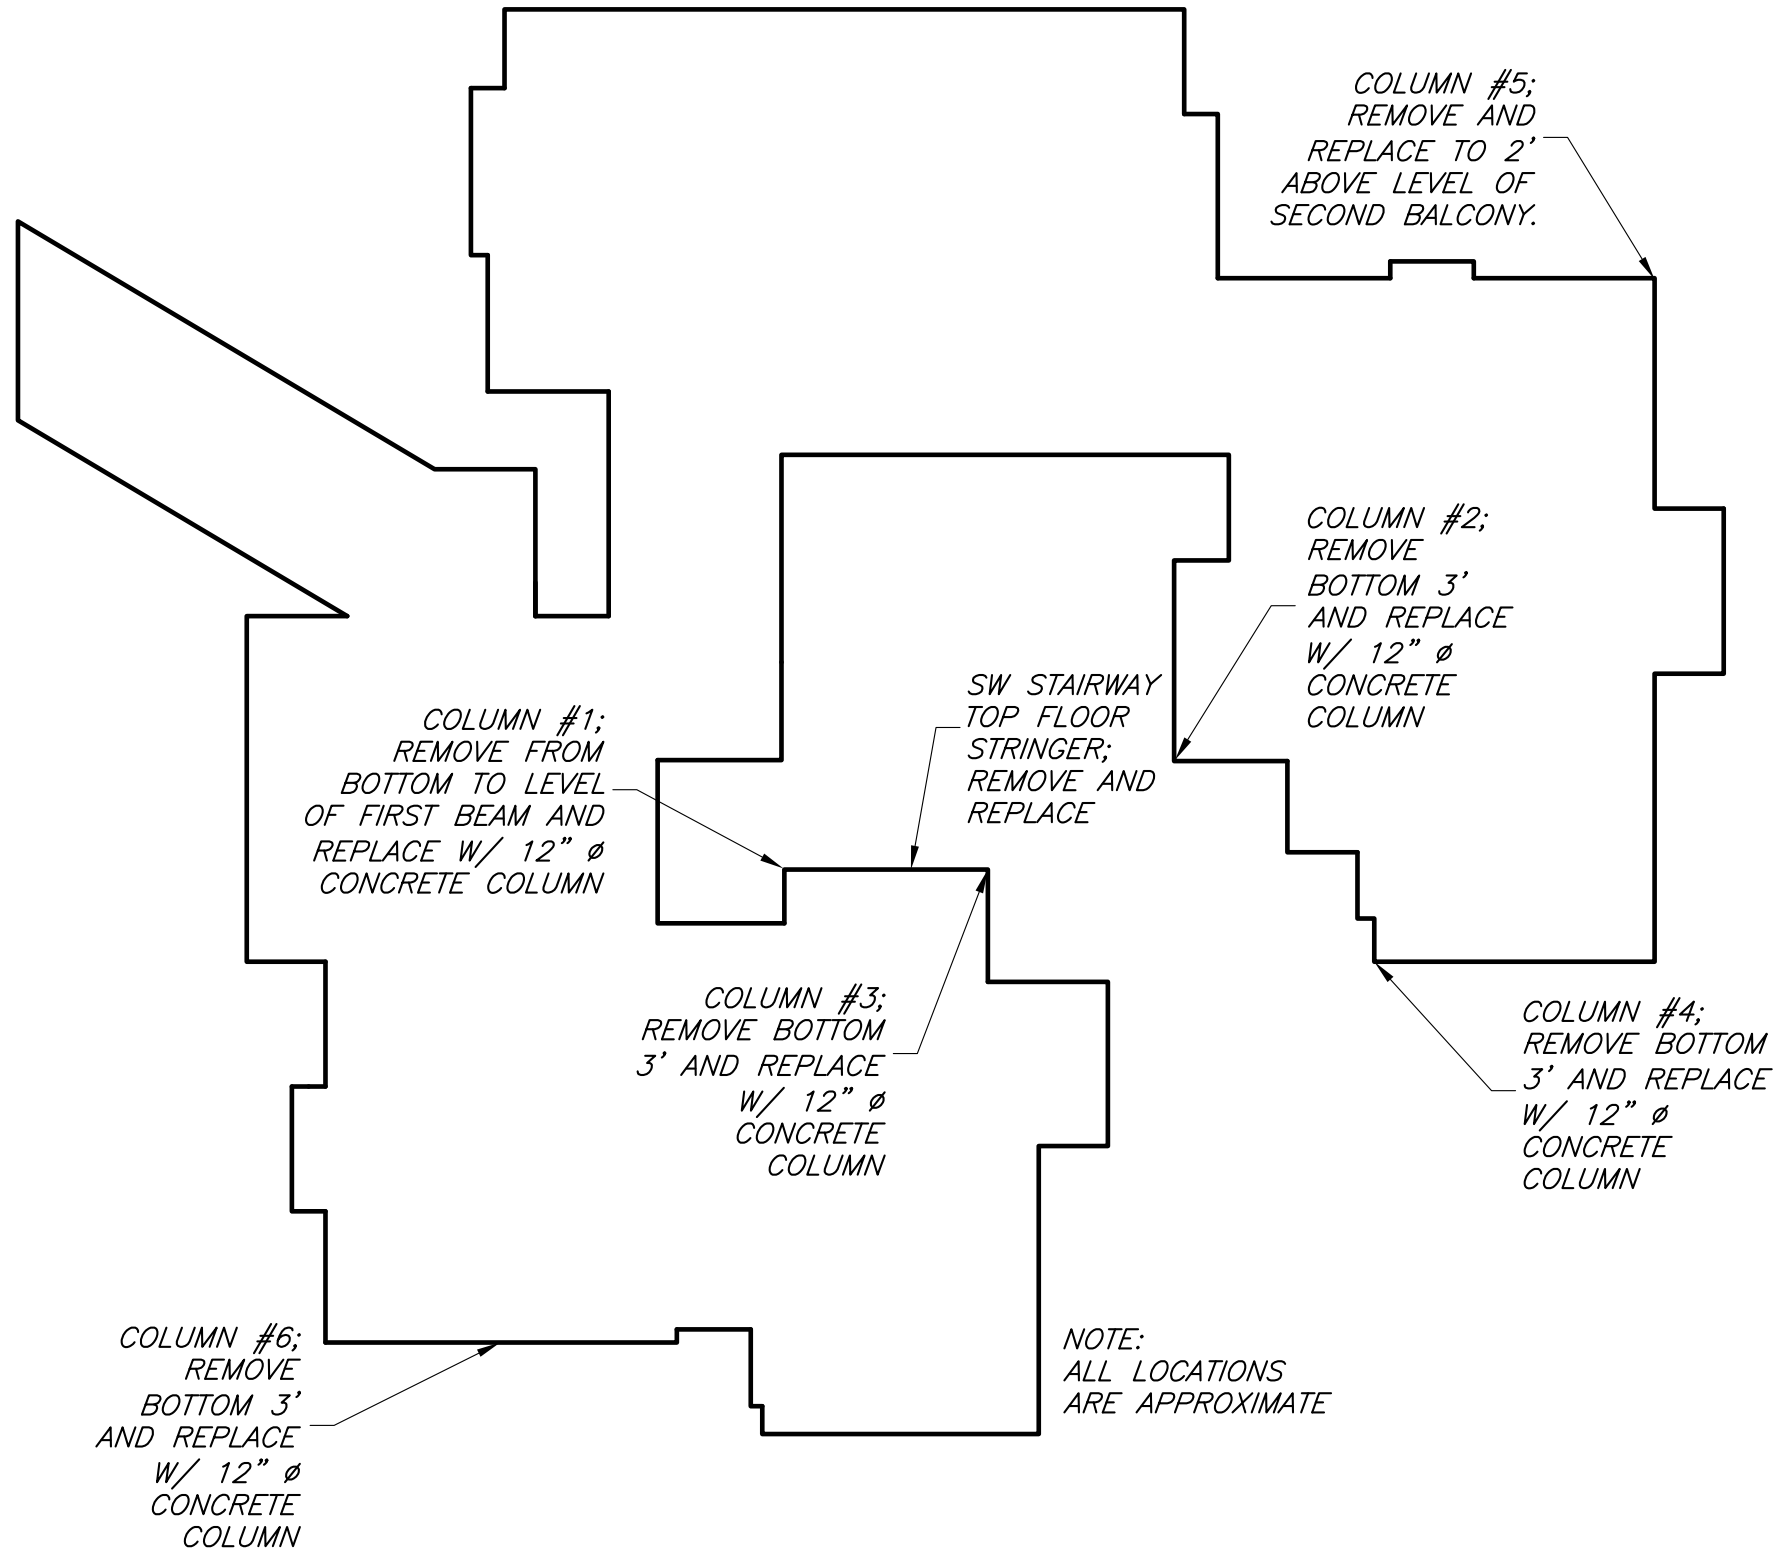 COLUMN #5;
REMOVE AND
REPLACE TO 2'
ABOVE LEVEL OF
SECOND BALCONY.
COLUMN #2;
REMOVE
BOTTOM 3'
AND REPLACE
W/ 12" ø
CONCRETE
COLUMN
SW STAIRWAY
TOP FLOOR
STRINGER;
REMOVE AND
REPLACE
COLUMN #1;
REMOVE FROM
BOTTOM TO LEVEL
OF FIRST BEAM AND
REPLACE W/ 12" ø
CONCRETE COLUMN
COLUMN #3;
REMOVE BOTTOM
3' AND REPLACE
W/ 12" ø
CONCRETE
COLUMN
COLUMN #4;
REMOVE BOTTOM
3' AND REPLACE
W/ 12" ø
CONCRETE
COLUMN
COLUMN #6;
REMOVE
BOTTOM 3'
AND REPLACE
W/ 12" ø
CONCRETE
COLUMN
NOTE:
ALL LOCATIONS
ARE APPROXIMATE